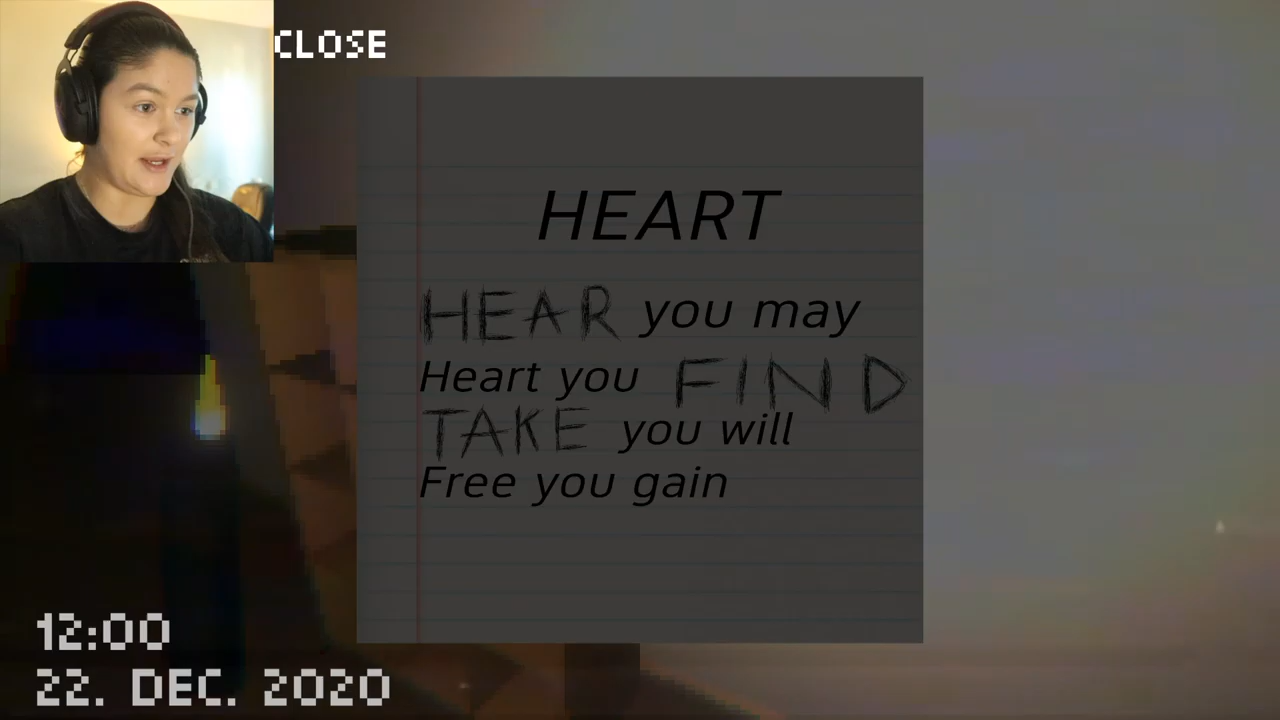 CLOSE
HEART
HEAR you may
Heart you FIND
TAKE you will
Free you gain
12:00
22. DEC. 2020